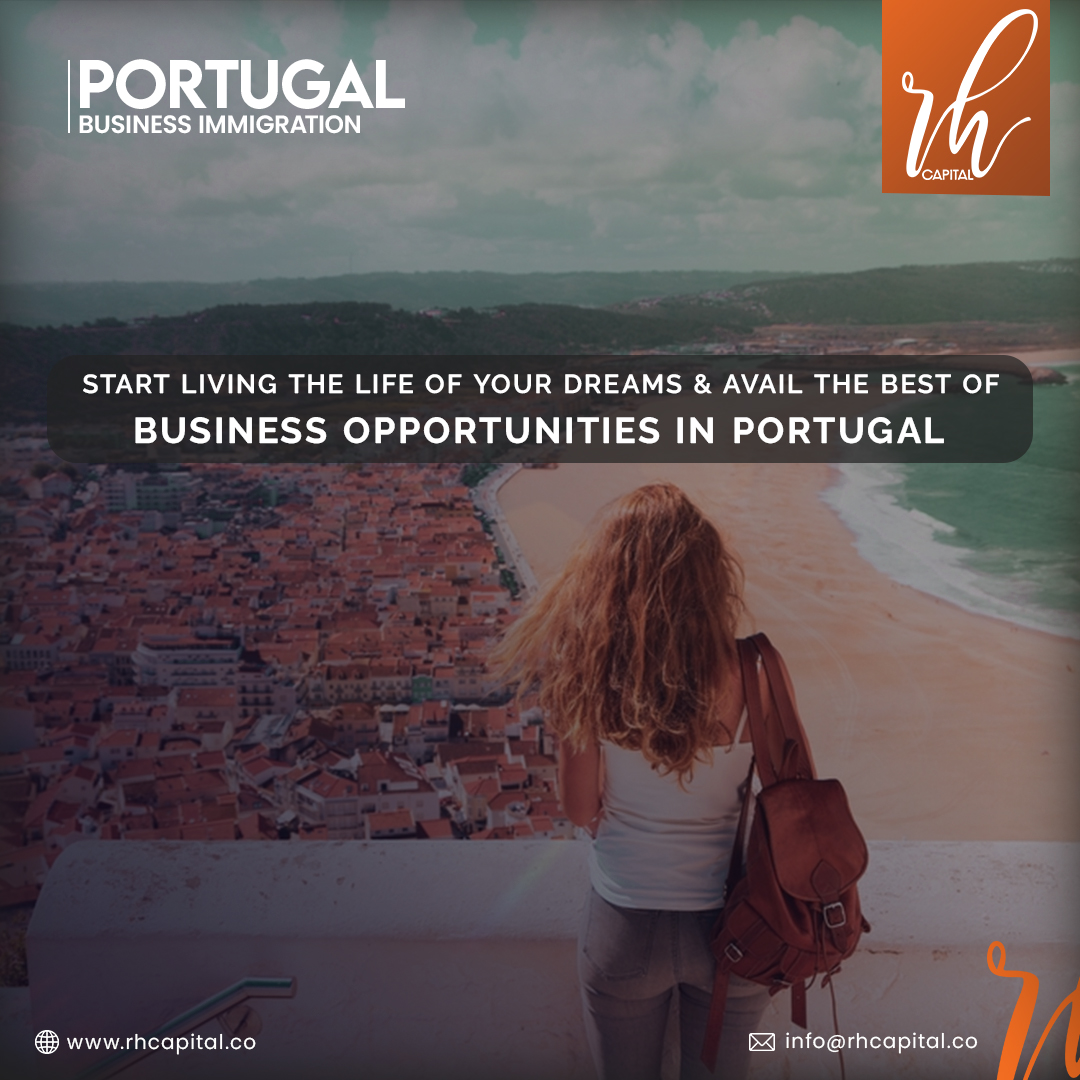 PORTUGAL
BUSINESS IMMIGRATION
rh
CAPITAL
START LIVING THE LIFE OF YOUR DREAMS & AVAIL THE BEST OF
BUSINESS OPPORTUNITIES IN PORTUGAL
www.rhcapital.co
info@rhcapital.co